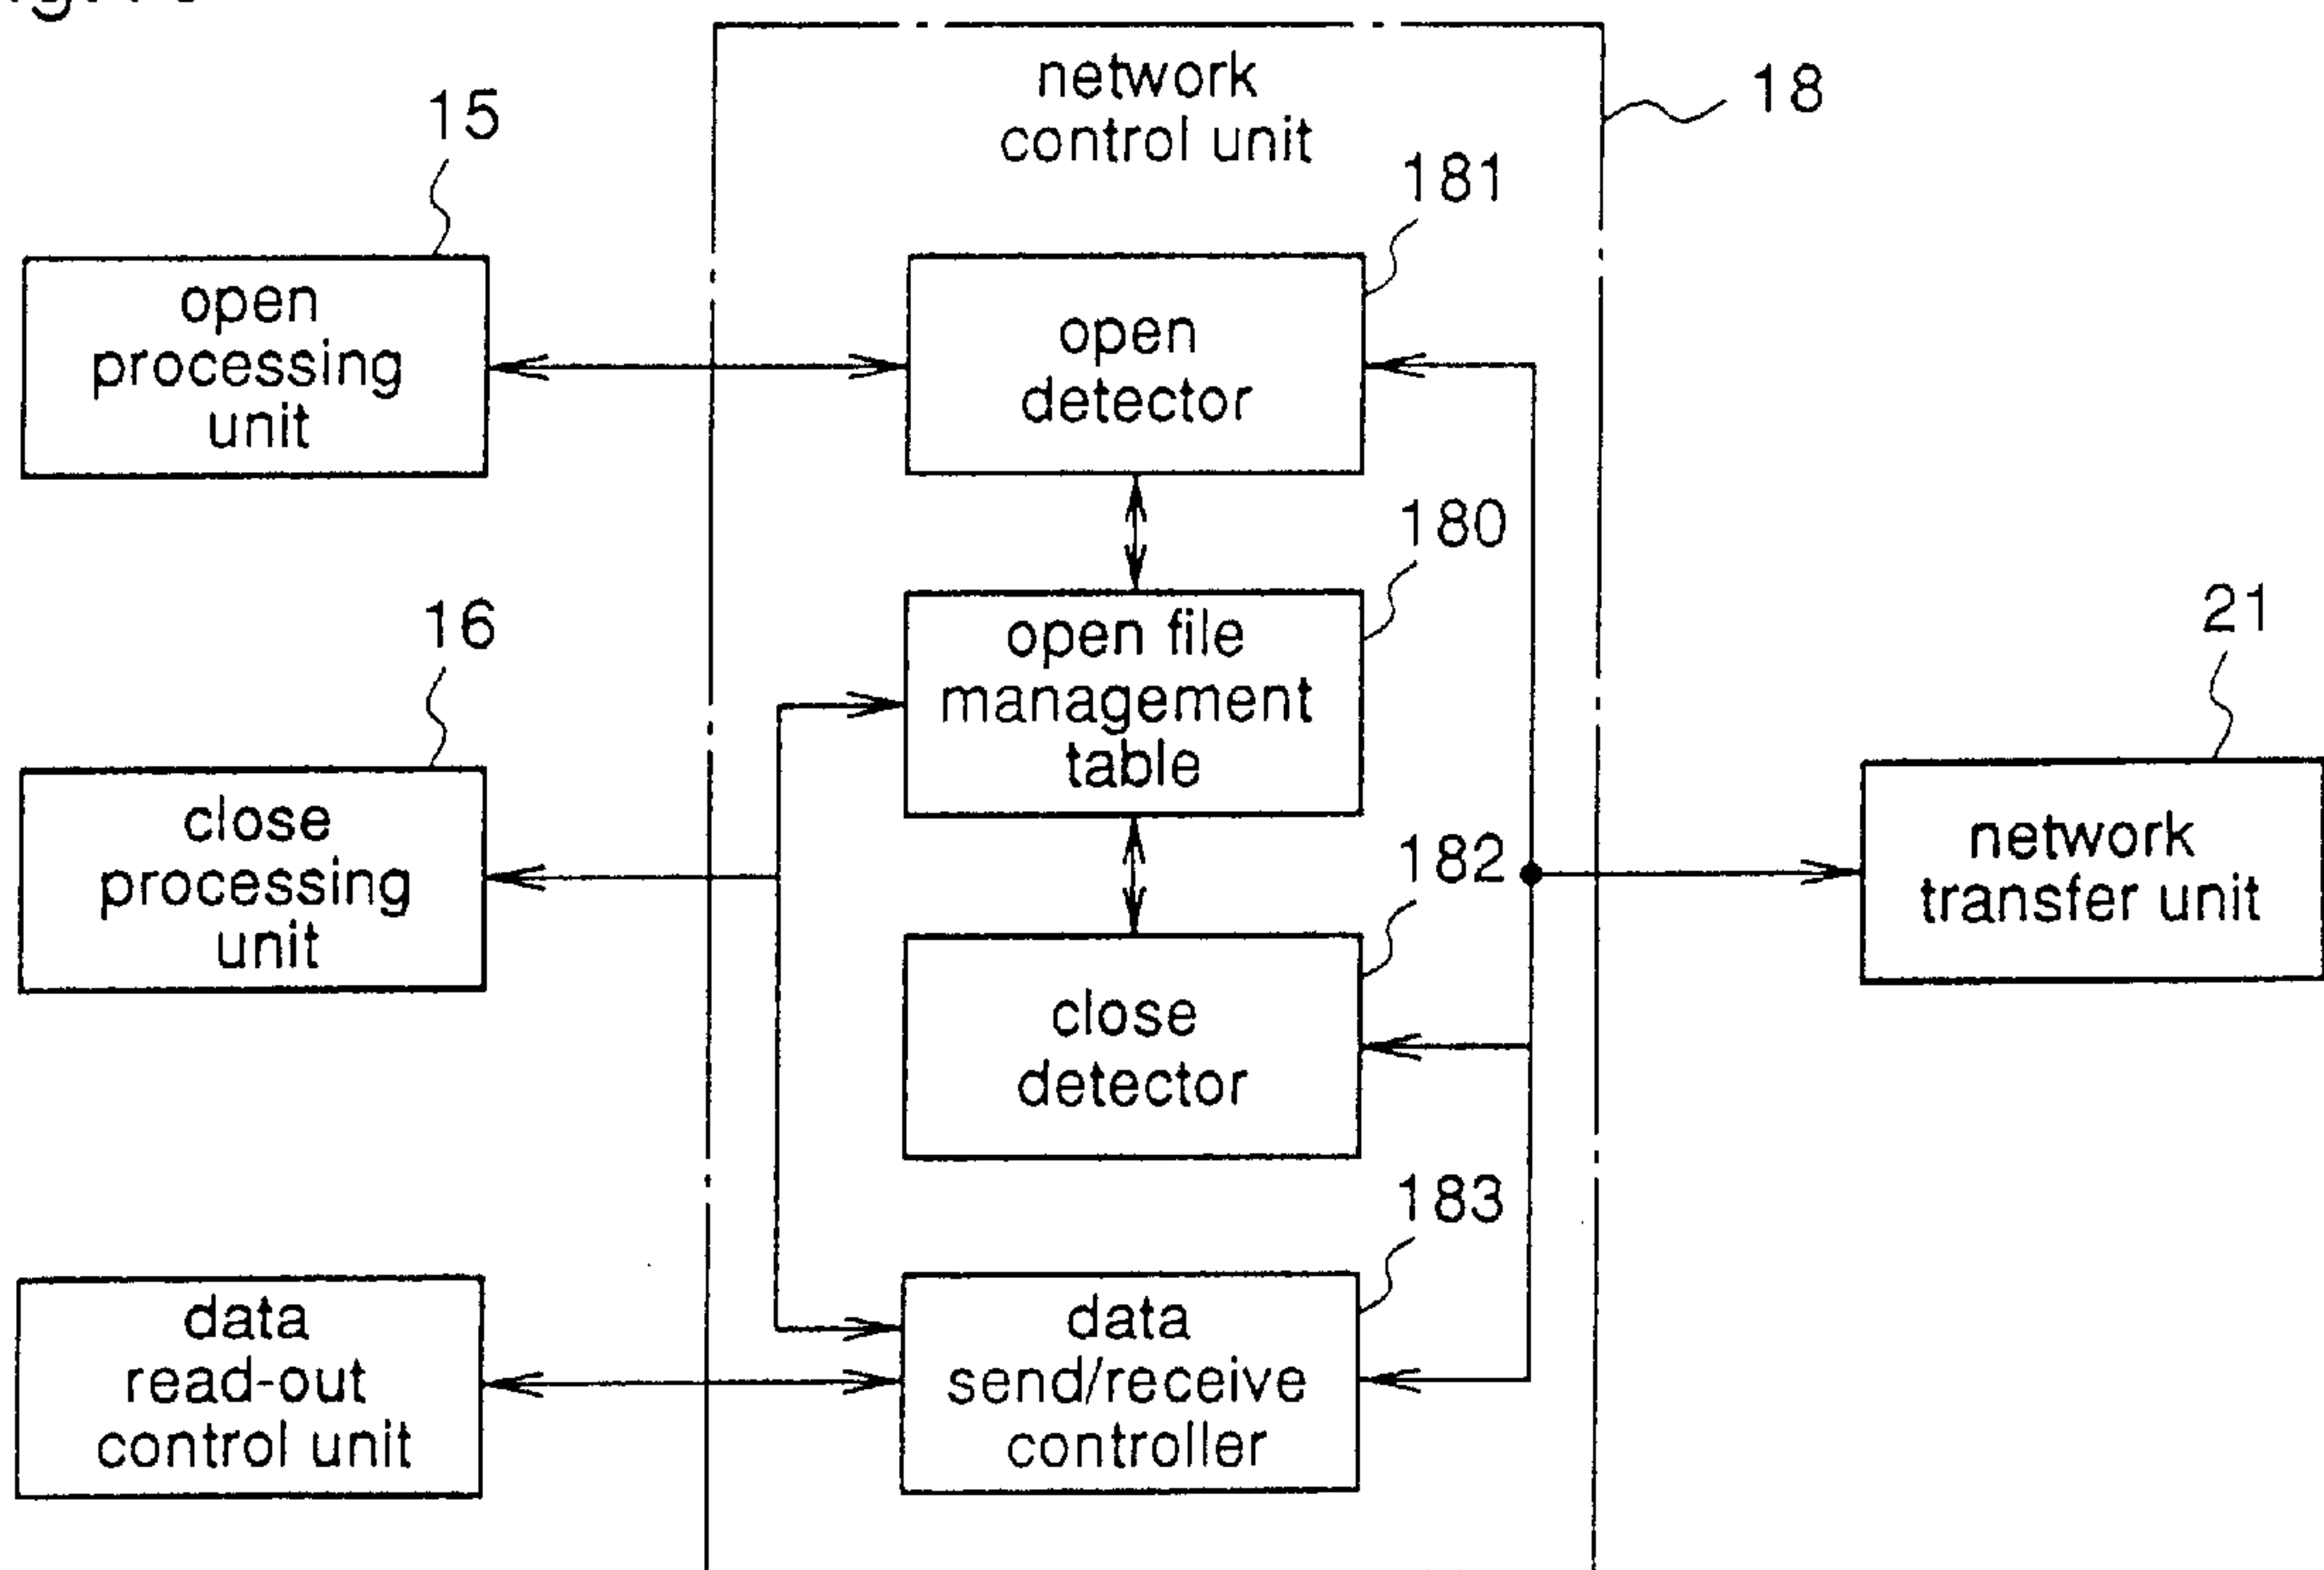 network
control unit
18
15
181
open
processing
unit
open
detector
180
16
open file
management
table
21
close
processing
unit
182
network
transfer unit
close
detector
183
data
read-out
control unit
data
send/receive
controller